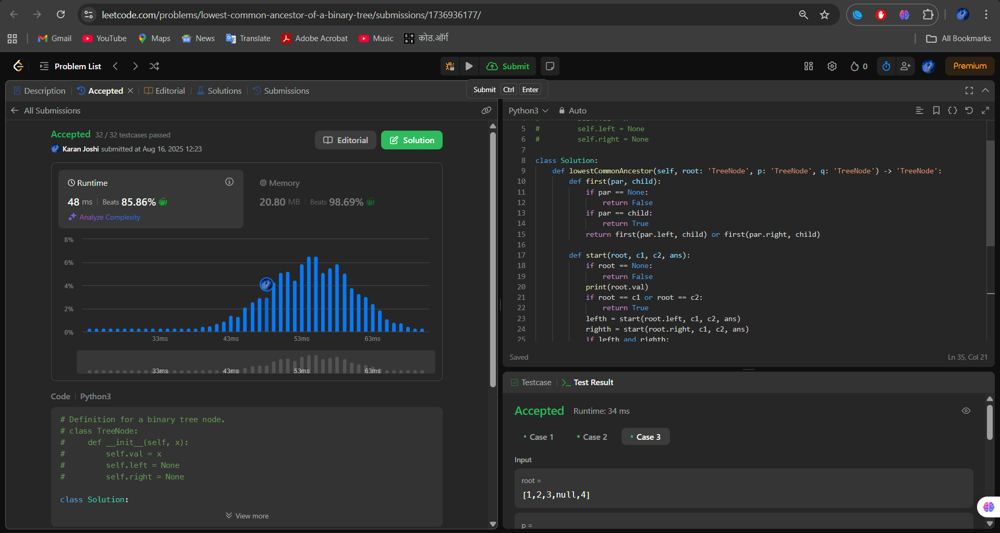 leetcode.com/problems/lowest-common-ancestor-of-a-binary-tree/submissions/1736936177/
Gmail YouTube Maps News Translate Adobe Acrobat Music कोड.ऑर्ग All Bookmarks
Problem List Submit 0 Premium
Description Accepted Editorial Solutions Submissions
Submit Ctrl Enter
All Submissions
Accepted 32 / 32 testcases passed
Karan Joshi submitted at Aug 16, 2025 12:23
Editorial Solution
Runtime
48 ms Beats 85.86%
Analyze Complexity
Memory
20.80 MB Beats 98.69%
8%
6%
4%
2%
0%
33ms 43ms 53ms 63ms
33ms 43ms 53ms 63ms
Code Python3
# Definition for a binary tree node.
# class TreeNode:
#     def __init__(self, x):
#         self.val = x
#         self.left = None
#         self.right = None
class Solution:
View more
Python3 Auto
5 #         self.left = None
6 #         self.right = None
7
8 class Solution:
9     def lowestCommonAncestor(self, root: 'TreeNode', p: 'TreeNode', q: 'TreeNode') -> 'TreeNode':
10         def first(par, child):
11             if par == None:
12                 return False
13             if par == child:
14                 return True
15             return first(par.left, child) or first(par.right, child)
16
17         def start(root, c1, c2, ans):
18             if root == None:
19                 return False
20             print(root.val)
21             if root == c1 or root == c2:
22                 return True
23             lefth = start(root.left, c1, c2, ans)
24             righth = start(root.right, c1, c2, ans)
25             if lefth and righth:
Saved Ln 35, Col 21
Testcase Test Result
Accepted Runtime: 34 ms
Case 1 Case 2 Case 3
Input
root =
[1,2,3,null,4]
p =